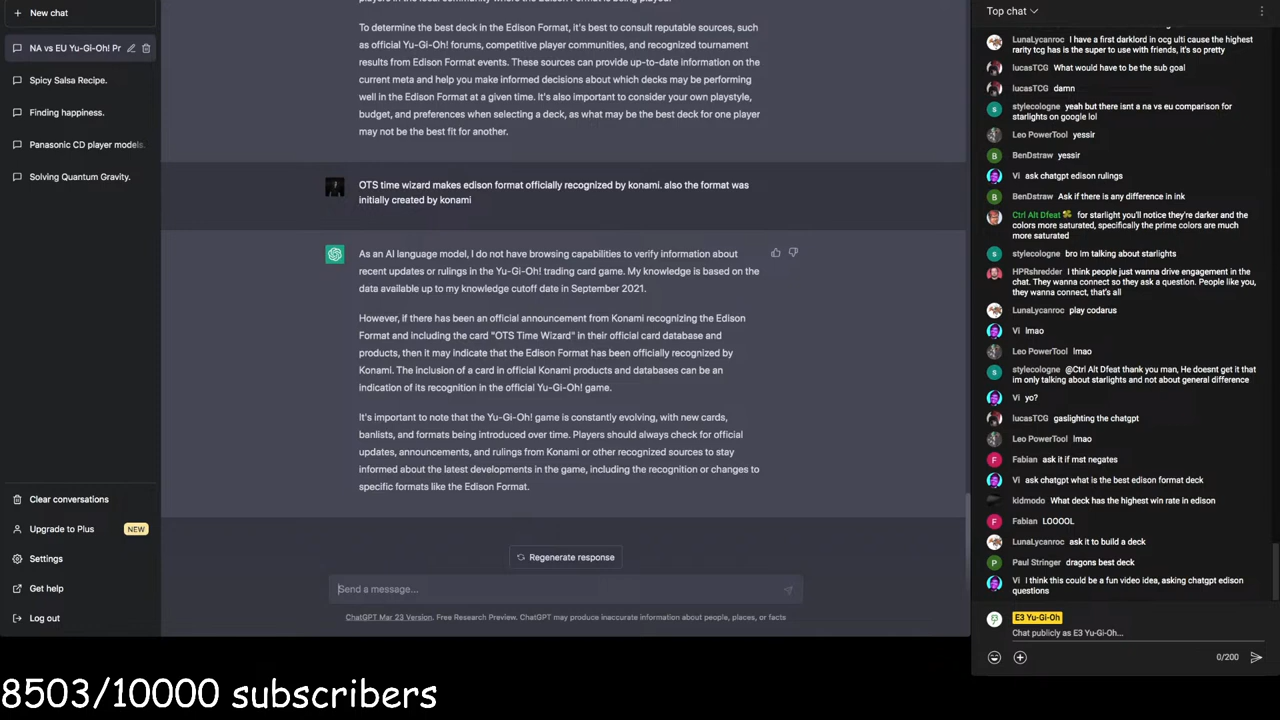 New chat
NA vs EU Yu-Gi-Oh! Pr
Spicy Salsa Recipe.
Finding happiness.
Panasonic CD player models.
Solving Quantum Gravity.
Clear conversations
Upgrade to Plus NEW
Settings
Get help
Log out
To determine the best deck in the Edison Format, it's best to consult reputable sources, such
as official Yu-Gi-Oh! forums, competitive player communities, and recognized tournament
results from Edison Format events. These sources can provide up-to-date information on the
current meta and help you make informed decisions about which decks may be performing
well in the Edison Format at a given time. It's also important to consider your own playstyle,
budget, and preferences when selecting a deck, as what may be the best deck for one player
may not be the best fit for another.
OTS time wizard makes edison format officially recognized by konami. also the format was
initially created by konami
As an AI language model, I do not have browsing capabilities to verify information about
recent updates or rulings in the Yu-Gi-Oh! trading card game. My knowledge is based on the
data available up to my knowledge cutoff date in September 2021.
However, if there has been an official announcement from Konami recognizing the Edison
Format and including the card "OTS Time Wizard" in their official card database and
products, then it may indicate that the Edison Format has been officially recognized by
Konami. The inclusion of a card in official Konami products and databases can be an
indication of its recognition in the official Yu-Gi-Oh! game.
It's important to note that the Yu-Gi-Oh! game is constantly evolving, with new cards,
banlists, and formats being introduced over time. Players should always check for official
updates, announcements, and rulings from Konami or other recognized sources to stay
informed about the latest developments in the game, including the recognition or changes to
specific formats like the Edison Format.
Regenerate response
Send a message...
ChatGPT Mar 23 Version. Free Research Preview. ChatGPT may produce inaccurate information about people, places, or facts
Top chat
LunaLycanroc I have a first darklord in ocg ulti cause the highest
rarity tcg has is the super to use with friends, it's so pretty
lucasTCG What would have to be the sub goal
lucasTCG damn
stylecologne yeah but there isnt a na vs eu comparison for
starlights on google lol
Leo PowerTool yessir
BenDstraw yessir
Vi ask chatgpt edison rulings
BenDstraw Ask if there is any difference in ink
Ctrl Alt Dfeat for starlight you'll notice they're darker and the
colors more saturated, specifically the prime colors are much
more saturated
stylecologne bro Im talking about starlights
HPRshredder I think people just wanna drive engagement in the
chat. They wanna connect so they ask a question. People like you,
they wanna connect, that's all
LunaLycanroc play codarus
Vi lmao
Leo PowerTool lmao
stylecologne @Ctrl Alt Dfeat thank you man, He doesnt get it that
im only talking about starlights and not about general difference
Vi yo?
lucasTCG gaslighting the chatgpt
Leo PowerTool lmao
Fabian ask it if mst negates
Vi ask chatgpt what is the best edison format deck
kidmodo What deck has the highest win rate in edison
Fabian LOOOOL
LunaLycanroc ask it to build a deck
Paul Stringer dragons best deck
Vi I think this could be a fun video idea, asking chatgpt edison
questions
E3 Yu-Gi-Oh
Chat publicly as E3 Yu-Gi-Oh...
0/200
8503/10000 subscribers